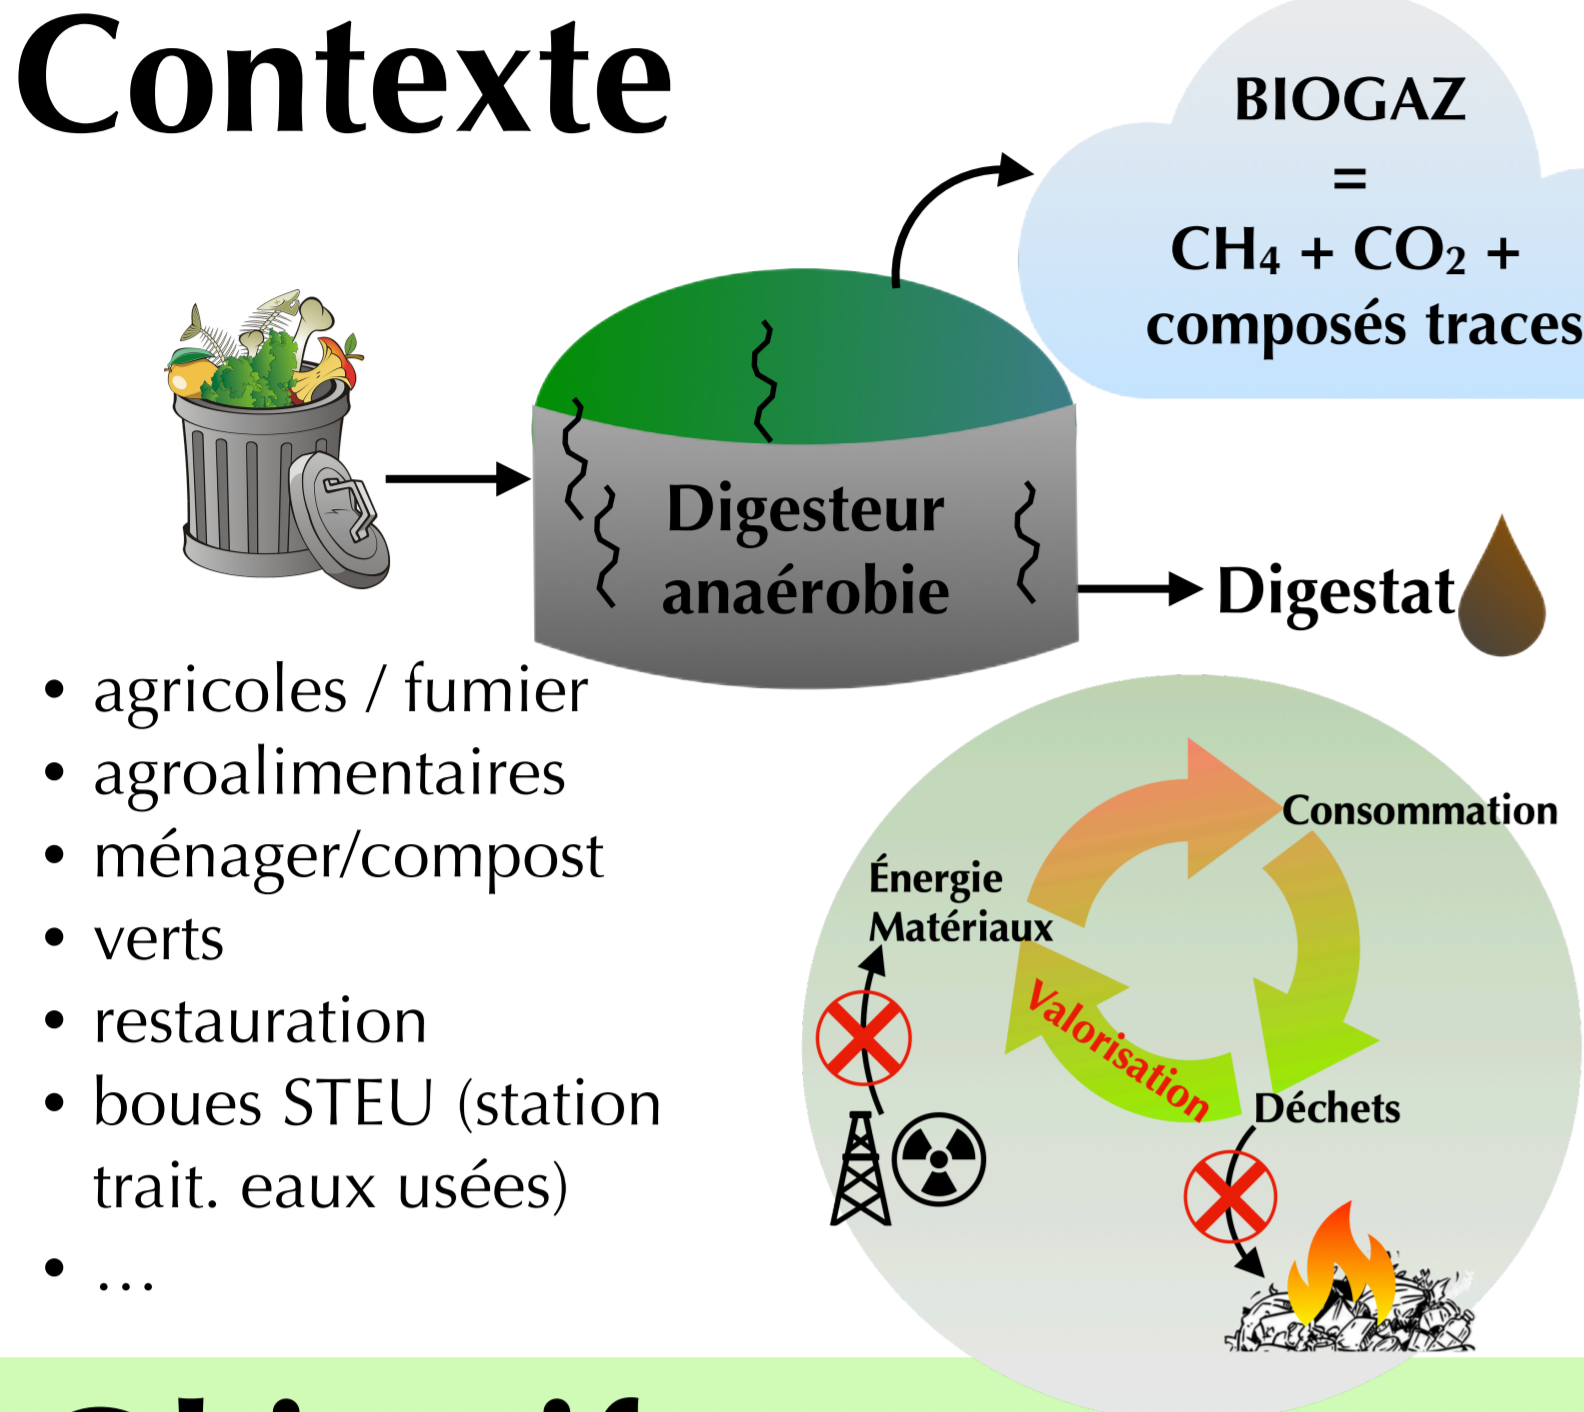 Contexte
BIOGAZ
=
CH₄ + CO₂ +
composés traces
Digesteur
anaérobie
Digestat
• agricoles / fumier
• agroalimentaires
• ménager/compost
• verts
• restauration
• boues STEU (station
trait. eaux usées)
• ...
Consommation
Énergie
Matériaux
Valorisation
Déchets